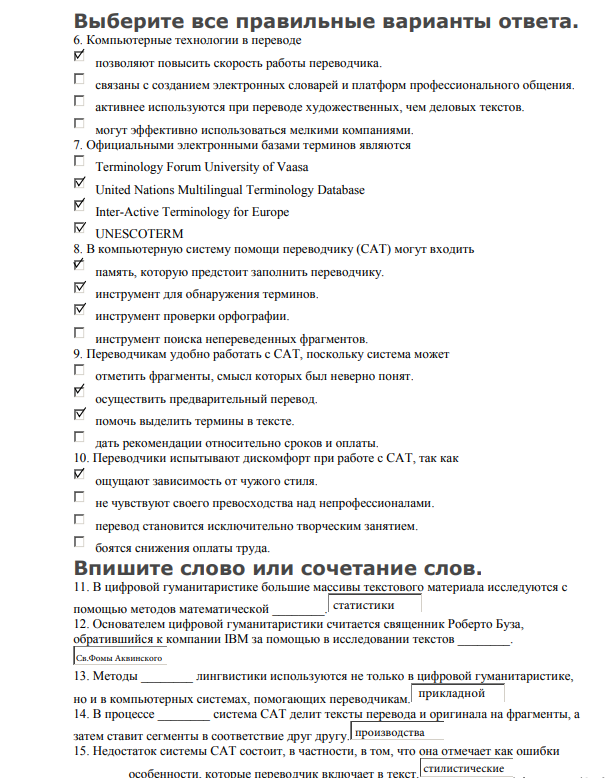 Выберите все правильные варианты ответа.
6. Компьютерные технологии в переводе
позволяют повысить скорость работы переводчика.
связаны с созданием электронных словарей и платформ профессионального общения.
активнее используются при переводе художественных, чем деловых текстов.
могут эффективно использоваться мелкими компаниями.
7. Официальными электронными базами терминов являются
Terminology Forum University of Vaasa
United Nations Multilingual Terminology Database
Inter-Active Terminology for Europe
UNESCOTERM
8. В компьютерную систему помощи переводчику (CAT) могут входить
память, которую предстоит заполнить переводчику.
инструмент для обнаружения терминов.
инструмент проверки орфографии.
инструмент поиска непереведенных фрагментов.
9. Переводчикам удобно работать с CAT, поскольку система может
отметить фрагменты, смысл которых был неверно понят.
осуществить предварительный перевод.
помочь выделить термины в тексте.
дать рекомендации относительно сроков и оплаты.
10. Переводчики испытывают дискомфорт при работе с CAT, так как
ощущают зависимость от чужого стиля.
не чувствуют своего превосходства над непрофессионалами.
перевод становится исключительно творческим занятием.
боятся снижения оплаты труда.
Впишите слово или сочетание слов.
11. В цифровой гуманитаристике большие массивы текстового материала исследуются с
помощью методов математической ________. статистики
12. Основателем цифровой гуманитаристики считается священник Роберто Буза,
обратившийся к компании IBM за помощью в исследовании текстов ________.
Св.Фомы Аквинского
13. Методы ________ лингвистики используются не только в цифровой гуманитаристике,
но и в компьютерных системах, помогающих переводчикам. прикладной
14. В процессе ________ система CAT делит тексты перевода и оригинала на фрагменты, а
затем ставит сегменты в соответствие друг другу. производства
15. Недостаток системы CAT состоит, в частности, в том, что она отмечает как ошибки
________ особенности, которые переводчик включает в текст. стилистические